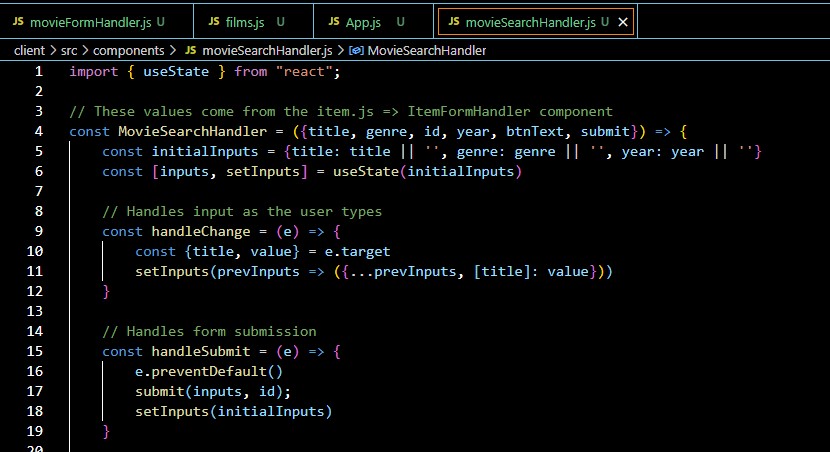 JS movieFormHandler.js U JS films.js U JS App.js U JS movieSearchHandler.js U ×
client > src > components > JS movieSearchHandler.js > MovieSearchHandler
1 import { useState } from "react";
2
3 // These values come from the item.js => ItemFormHandler component
4 const MovieSearchHandler = ({title, genre, id, year, btnText, submit}) => {
5 const initialInputs = {title: title || '', genre: genre || '', year: year || ''}
6 const [inputs, setInputs] = useState(initialInputs)
7
8 // Handles input as the user types
9 const handleChange = (e) => {
10 const {title, value} = e.target
11 setInputs(prevInputs => ({...prevInputs, [title]: value}))
12 }
13
14 // Handles form submission
15 const handleSubmit = (e) => {
16 e.preventDefault()
17 submit(inputs, id);
18 setInputs(initialInputs)
19 }
20